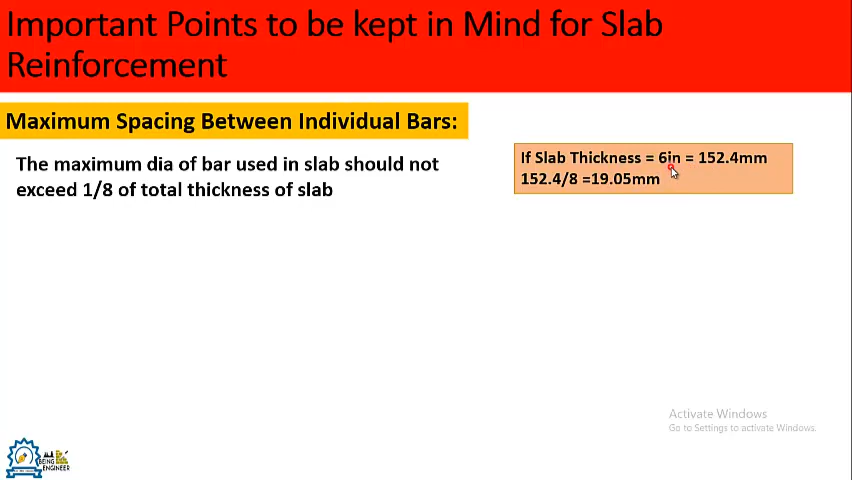 Important Points to be kept in Mind for Slab
Reinforcement
Maximum Spacing Between Individual Bars:
The maximum dia of bar used in slab should not
exceed 1/8 of total thickness of slab
If Slab Thickness = 6in = 152.4mm
152.4/8 =19.05mm
Activate Windows
Go to Settings to activate Windows.
BEING
ENGINEER